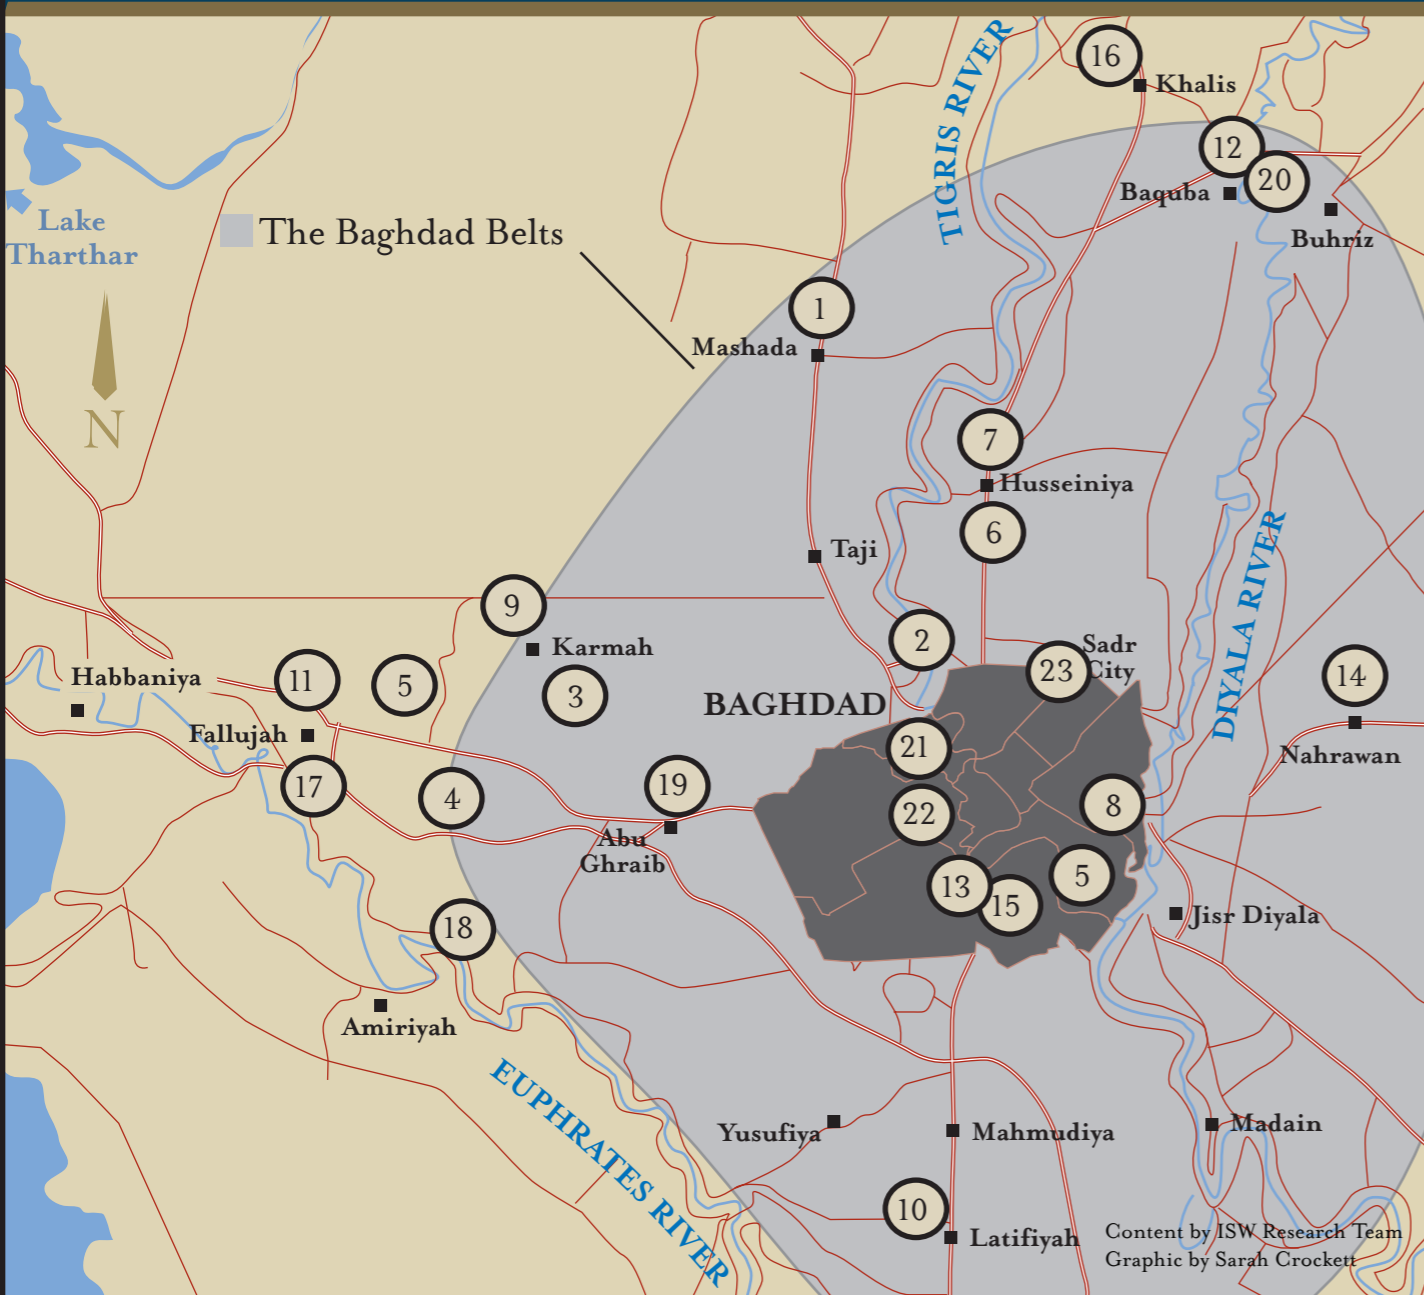 16
Khalis
TIGRIS RIVER
12
20
Baquba
Buhriz
Lake
Tharthar
The Baghdad Belts
N
1
Mashada
7
Husseiniya
6
Taji
DIYALA RIVER
9
Karmah
2
Sadr
City
23
14
Nahrawan
Habbaniya
11
5
3
BAGHDAD
Fallujah
21
17
4
19
22
8
Abu
Ghraib
13
15
5
18
Jisr Diyala
Amiriyah
EUPHRATES RIVER
Yusufiya
Mahmudiya
Madain
10
Latifiyah
Content by ISW Research Team
Graphic by Sarah Crockett